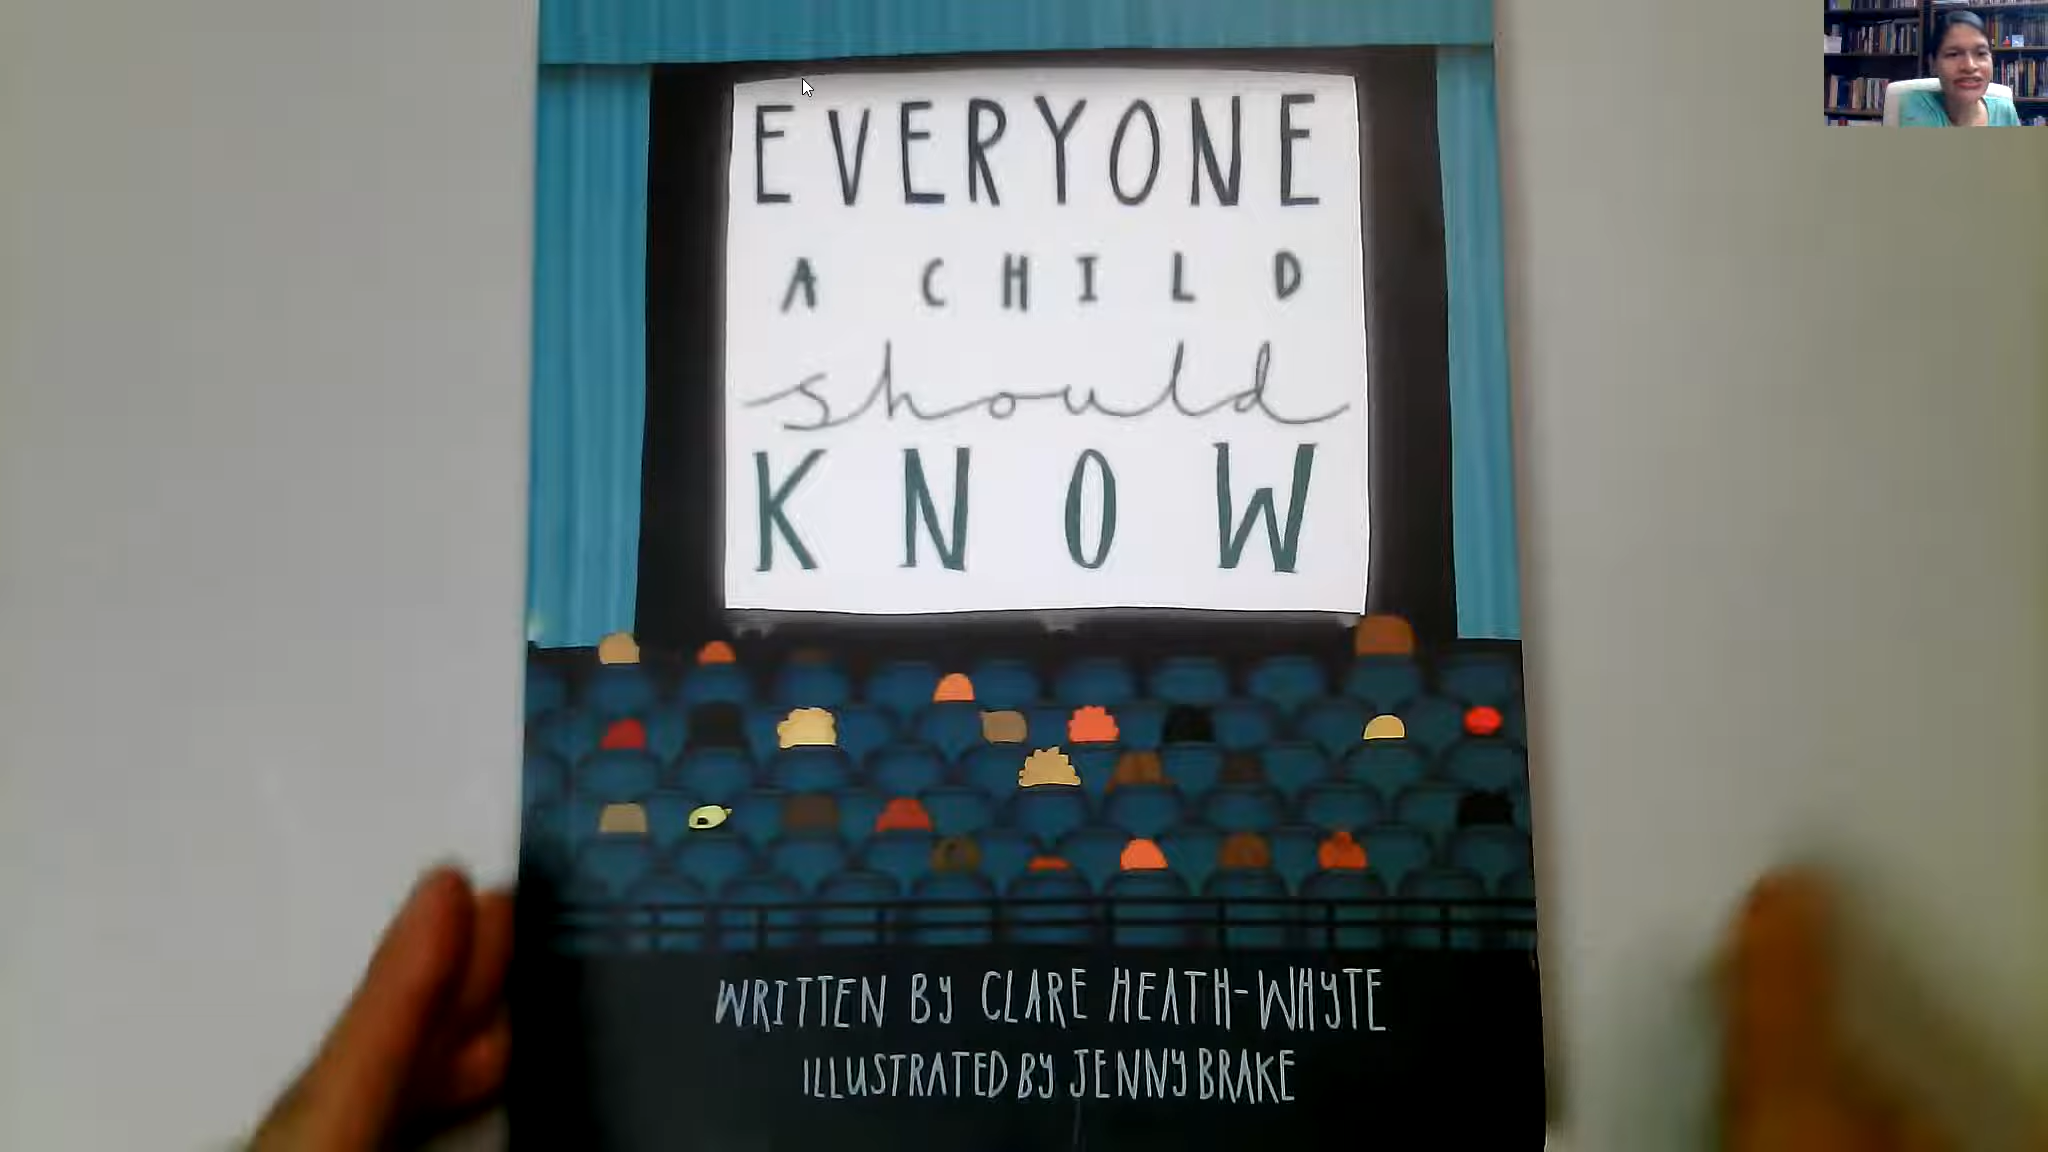 EVERYONE
A CHILD
should
KNOW
WRITTEN BY CLARE HEATH-WHYTE
ILLUSTRATED BY JENNY BRAKE